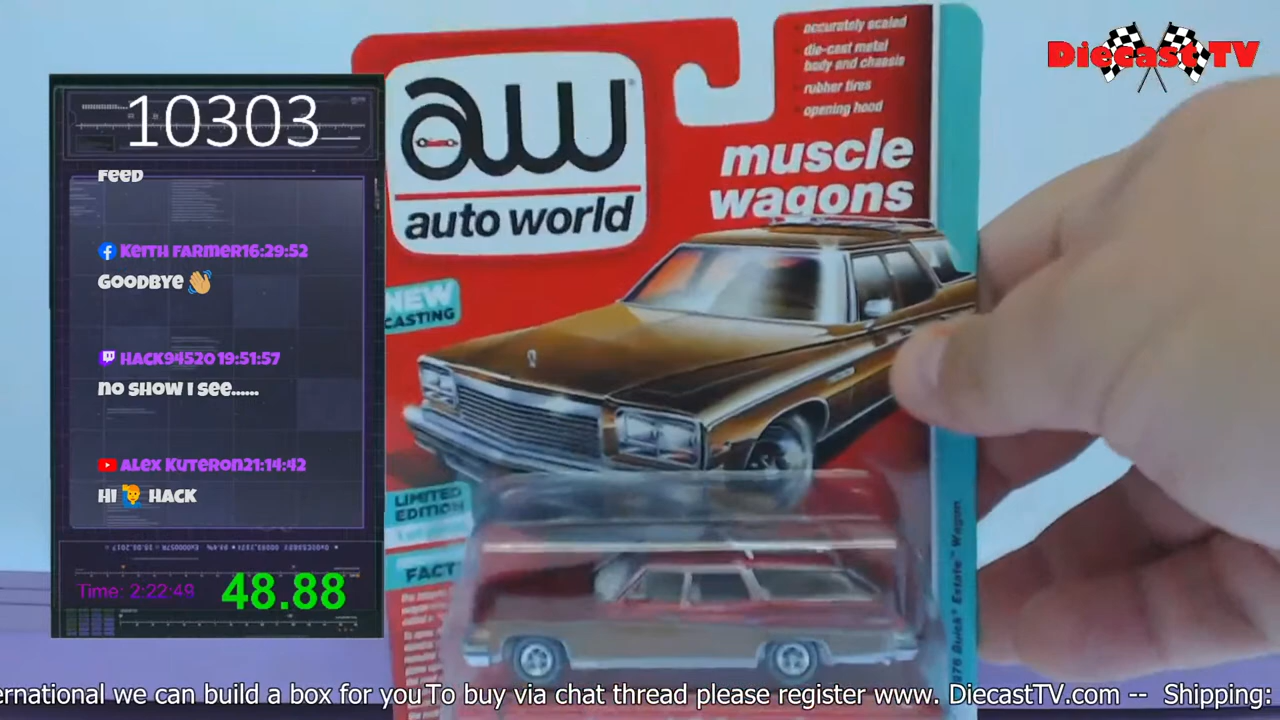 10303
FEED
Keith Farmer16:29:52
GOODBYE 👋
HACK94520 19:51:57
NO SHOW I SEE......
Alex Kuteron21:14:42
HI 🙋 HACK
Time: 2:22:49
48.88
aw
auto world
accurately scaled
die-cast metal
body and chassis
rubber tires
opening hood
muscle
wagons
NEW
CASTING
LIMITED
EDITION
FACT
Buick Estate Wagon
Diecast TV
ernational we can build a box for you To buy via chat thread please register www. DiecastTV.com -- Shipping: